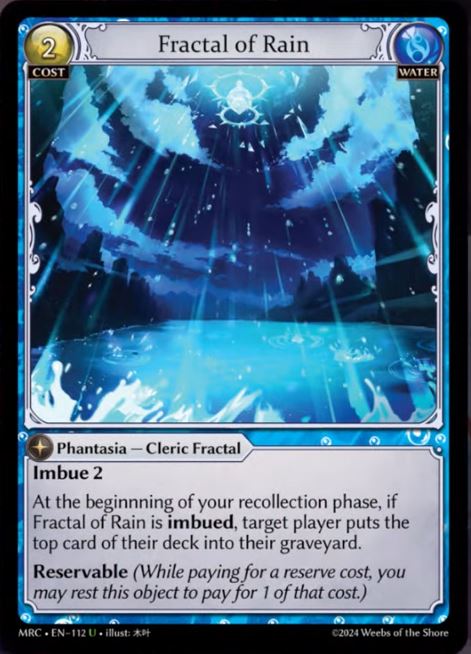 2
Fractal of Rain
COST
WATER
Phantasia — Cleric Fractal
Imbue 2
At the beginnning of your recollection phase, if
Fractal of Rain is imbued, target player puts the
top card of their deck into their graveyard.
Reservable (While paying for a reserve cost, you
may rest this object to pay for 1 of that cost.)
MRC • EN-112 U • illust: 木叶
©2024 Weebs of the Shore